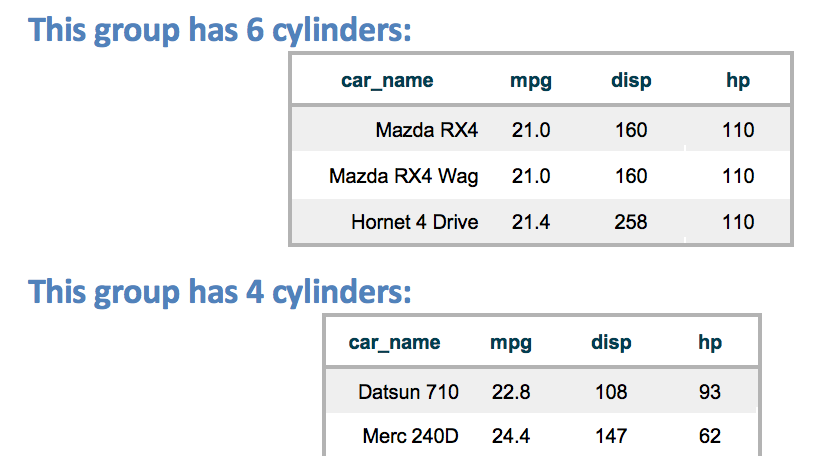 This group has 6 cylinders:
car_name mpg disp hp
Mazda RX4 21.0 160 110
Mazda RX4 Wag 21.0 160 110
Hornet 4 Drive 21.4 258 110
This group has 4 cylinders:
car_name mpg disp hp
Datsun 710 22.8 108 93
Merc 240D 24.4 147 62